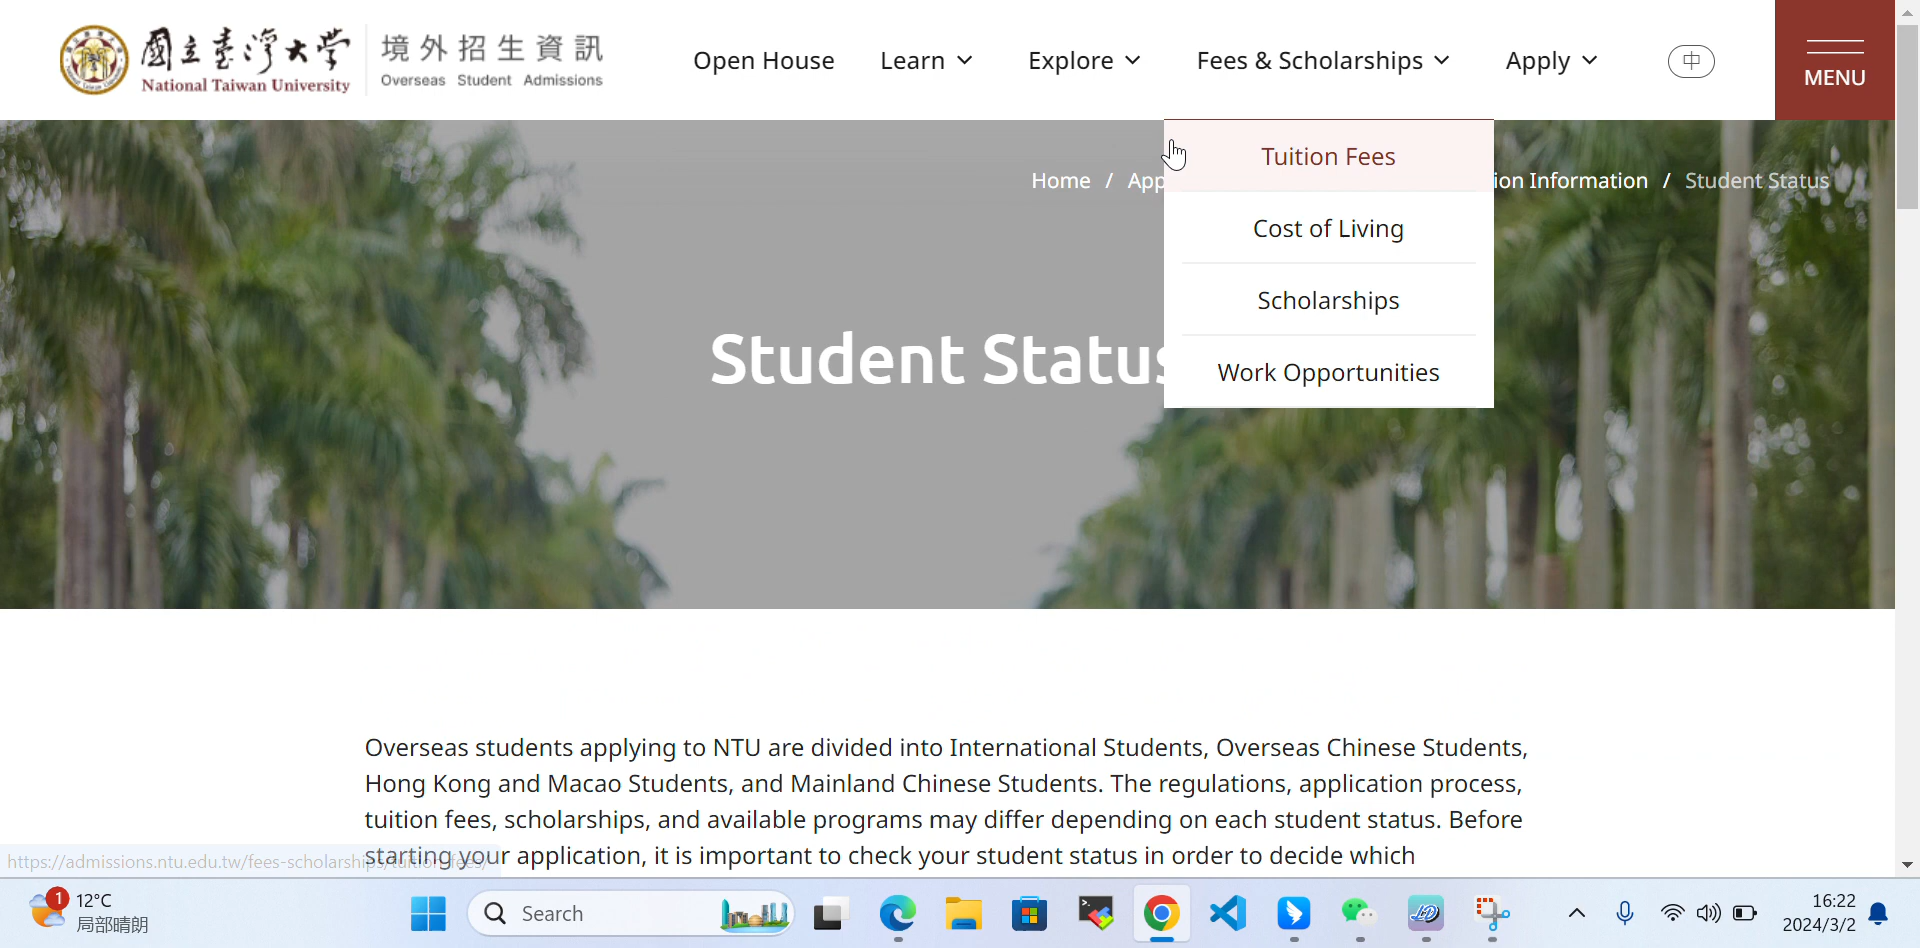 國立臺灣大學
National Taiwan University
境外招生資訊
Overseas Student Admissions
Open House
Learn
Explore
Fees & Scholarships
Apply
中
MENU
Home / App
ion Information / Student Status
Tuition Fees
Cost of Living
Scholarships
Work Opportunities
Student Status
Overseas students applying to NTU are divided into International Students, Overseas Chinese Students,
Hong Kong and Macao Students, and Mainland Chinese Students. The regulations, application process,
tuition fees, scholarships, and available programs may differ depending on each student status. Before
starting your application, it is important to check your student status in order to decide which
https://admissions.ntu.edu.tw/fees-scholarships/tuition-fees/
1
12°C
局部晴朗
Search
JD
16:22
2024/3/2